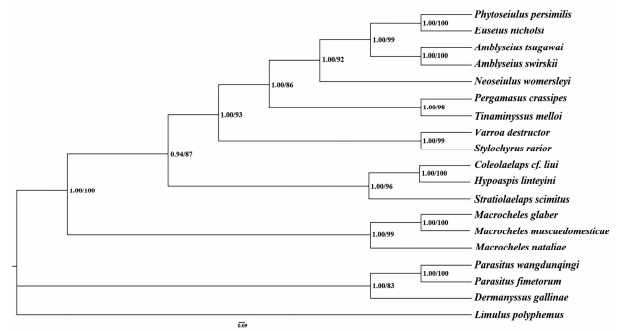 Phytoseiulus persimilis
1.00/100
Euseius nicholsi
1.00/99
Amblyseius tsugawai
1.00/92
1.00/100
Amblyseius swirskii
1.00/86
Neoseiulus womersleyi
Pergamasus crassipes
1.00/93
1.00/98
Tinaminyssus melloi
Varroa destructor
0.94/87
1.00/99
Stylochyrus rarior
Coleolaelaps cf. liui
1.00/100
1.00/100
Hypoaspis linteyini
1.00/96
Stratiolaelaps scimitus
Macrocheles glaber
1.00/100
Macrocheles muscaedomesticae
1.00/99
Macrocheles nataliae
Parasitus wangdunqingi
1.00/100
Parasitus fimetorum
1.00/83
Dermanyssus gallinae
Limulus polyphemus
0.09